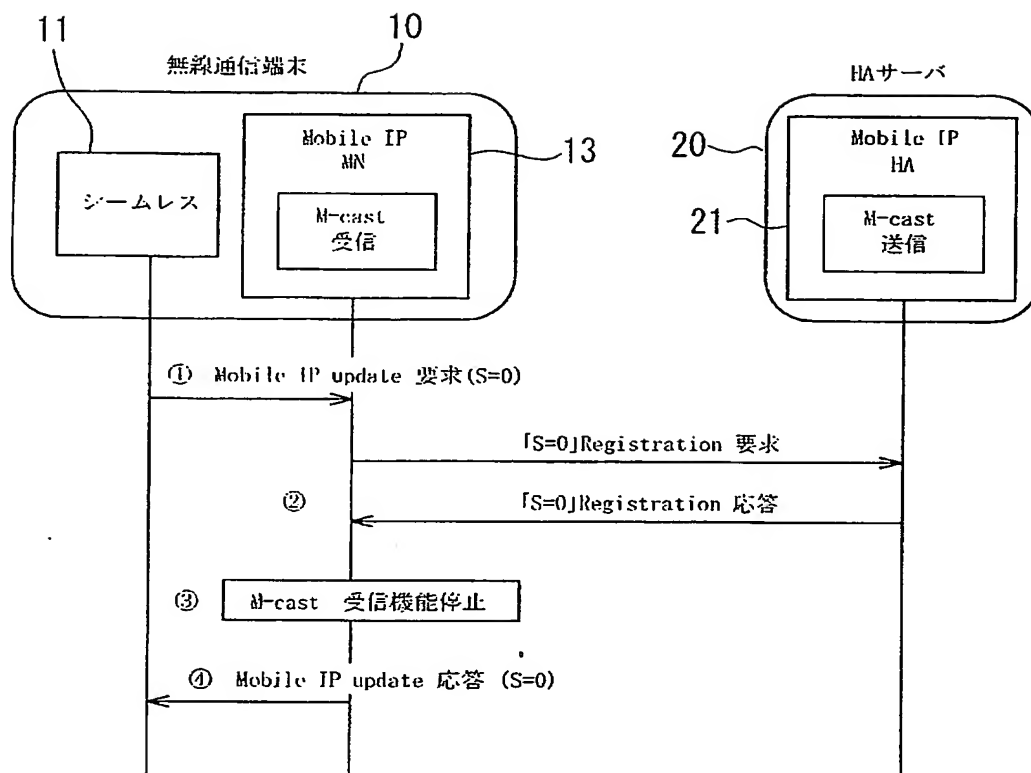 11
10
無線通信端末
HAサーバ
Mobile IP
MN
13
シームレス
M-cast
受信
20
21
Mobile IP
HA
M-cast
送信
① Mobile IP update 要求(S=0)
「S=0」Registration 要求
②
「S=0」Registration 応答
③
M-cast 受信機能停止
④ Mobile IP update 応答 (S=0)